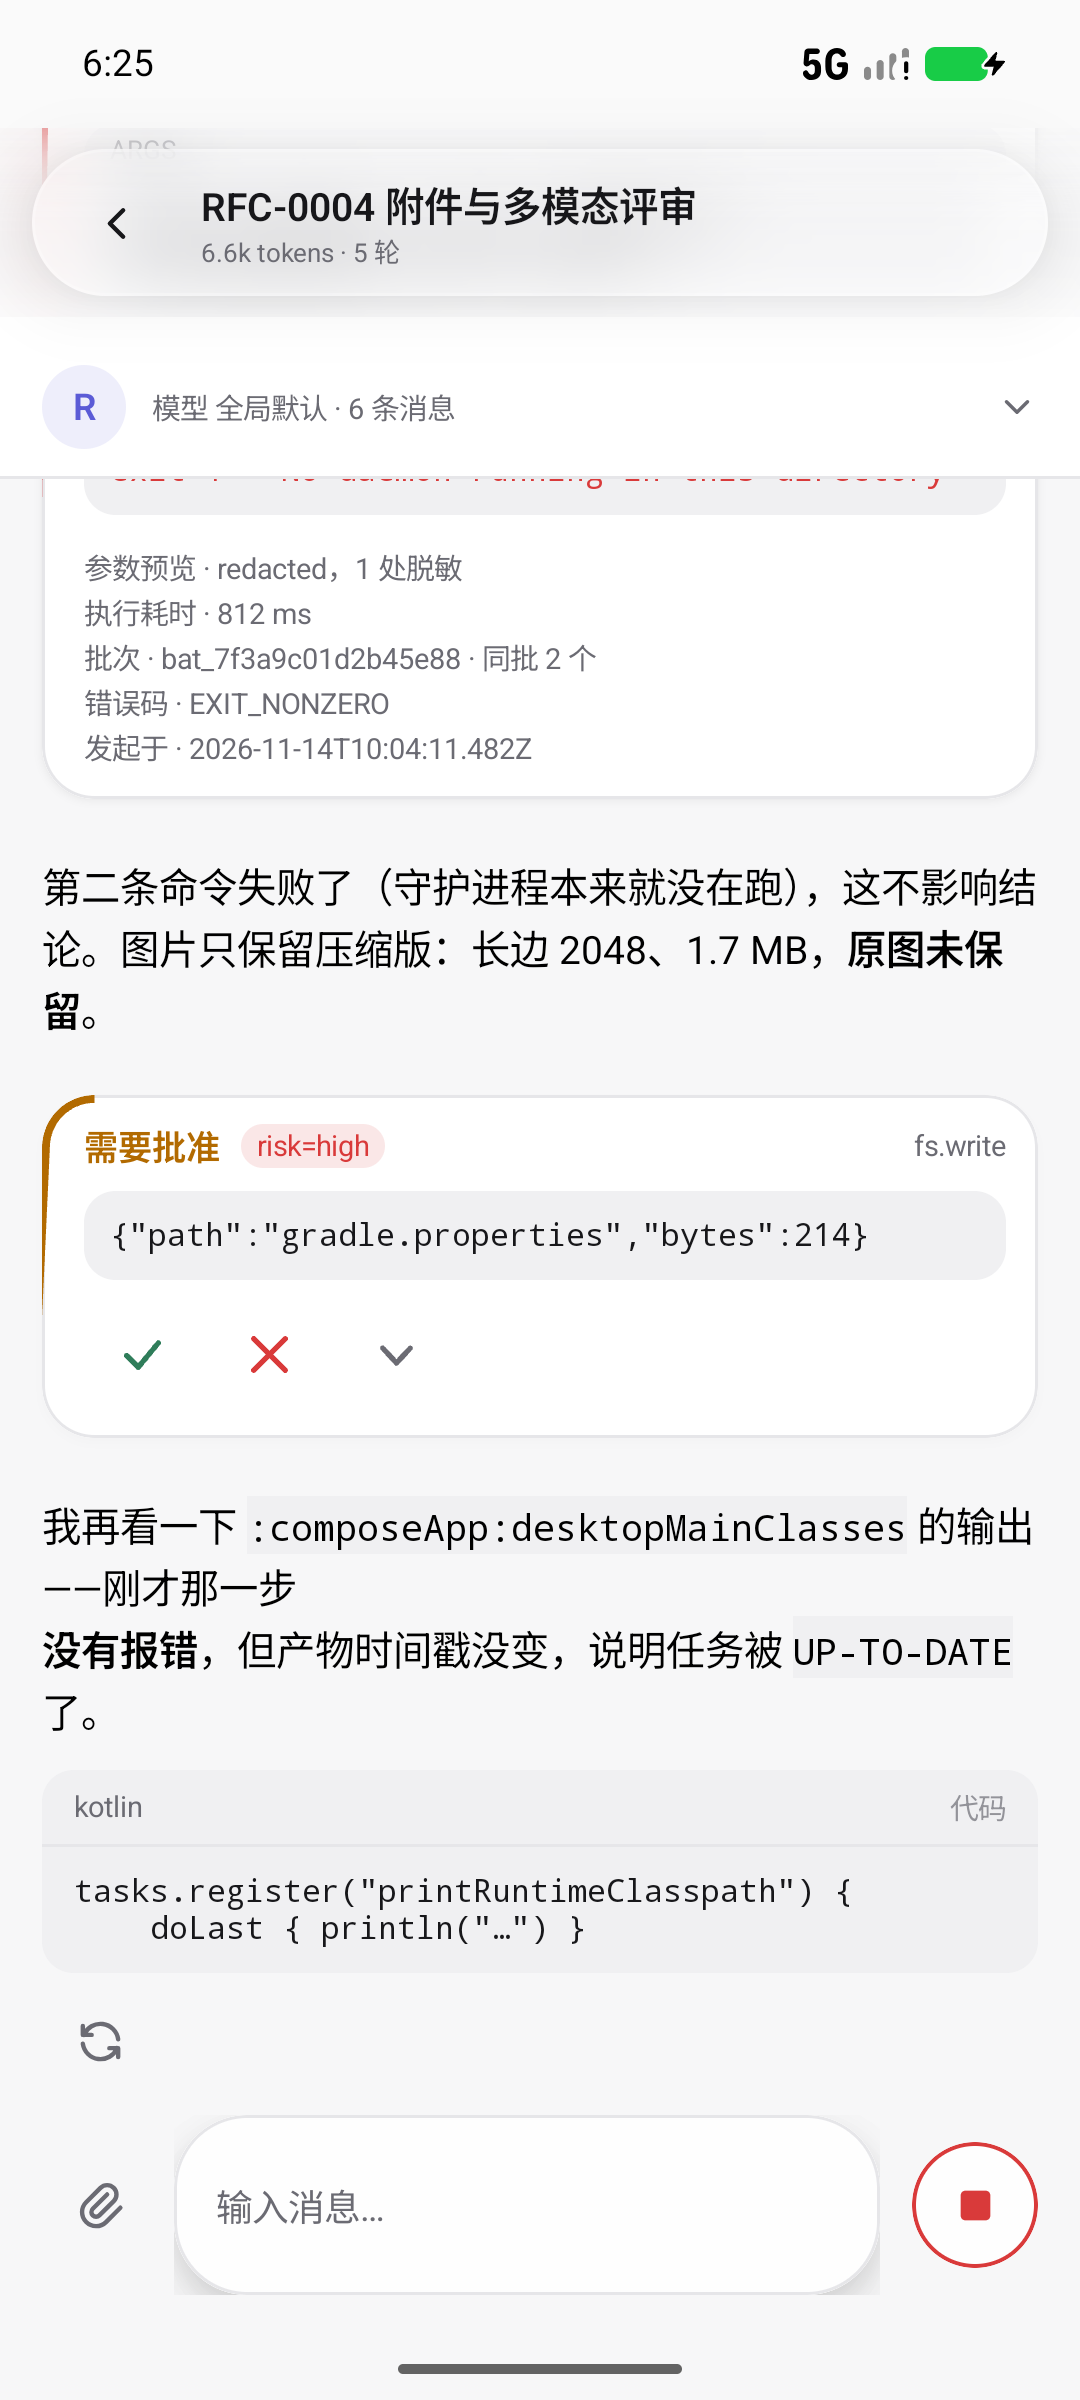 6:25
5G
ARGS
RFC-0004 附件与多模态评审
6.6k tokens · 5 轮
R
模型 全局默认 · 6 条消息
参数预览 · redacted，1 处脱敏
执行耗时 · 812 ms
批次 · bat_7f3a9c01d2b45e88 · 同批 2 个
错误码 · EXIT_NONZERO
发起于 · 2026-11-14T10:04:11.482Z
第二条命令失败了（守护进程本来就没在跑），这不影响结
论。图片只保留压缩版：长边 2048、1.7 MB，原图未保
留。
需要批准 risk=high fs.write
{"path":"gradle.properties","bytes":214}
我再看一下 :composeApp:desktopMainClasses 的输出
——刚才那一步
没有报错，但产物时间戳没变，说明任务被 UP-TO-DATE
了。
kotlin 代码
tasks.register("printRuntimeClasspath") {
    doLast { println("…") }
输入消息...